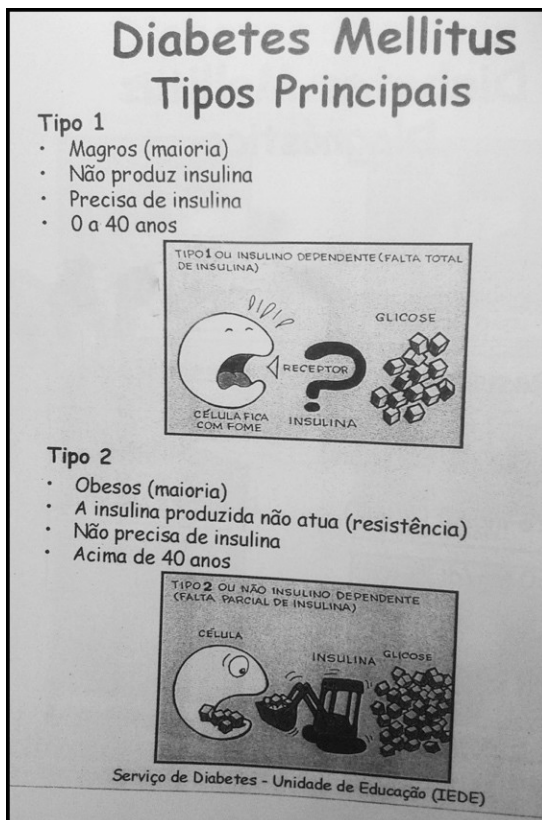 Diabetes Mellitus
Tipos Principais
Tipo 1
• Magros (maioria)
• Não produz insulina
• Precisa de insulina
• 0 a 40 anos
TIPO 1 OU INSULINO DEPENDENTE (FALTA TOTAL
DE INSULINA)
GLICOSE
RECEPTOR
CÉLULA FICA
COM FOME
INSULINA
Tipo 2
• Obesos (maioria)
• A insulina produzida não atua (resistência)
• Não precisa de insulina
• Acima de 40 anos
TIPO 2 OU NÃO INSULINO DEPENDENTE
(FALTA PARCIAL DE INSULINA)
CÉLULA
INSULINA
GLICOSE
Serviço de Diabetes - Unidade de Educação (IEDE)